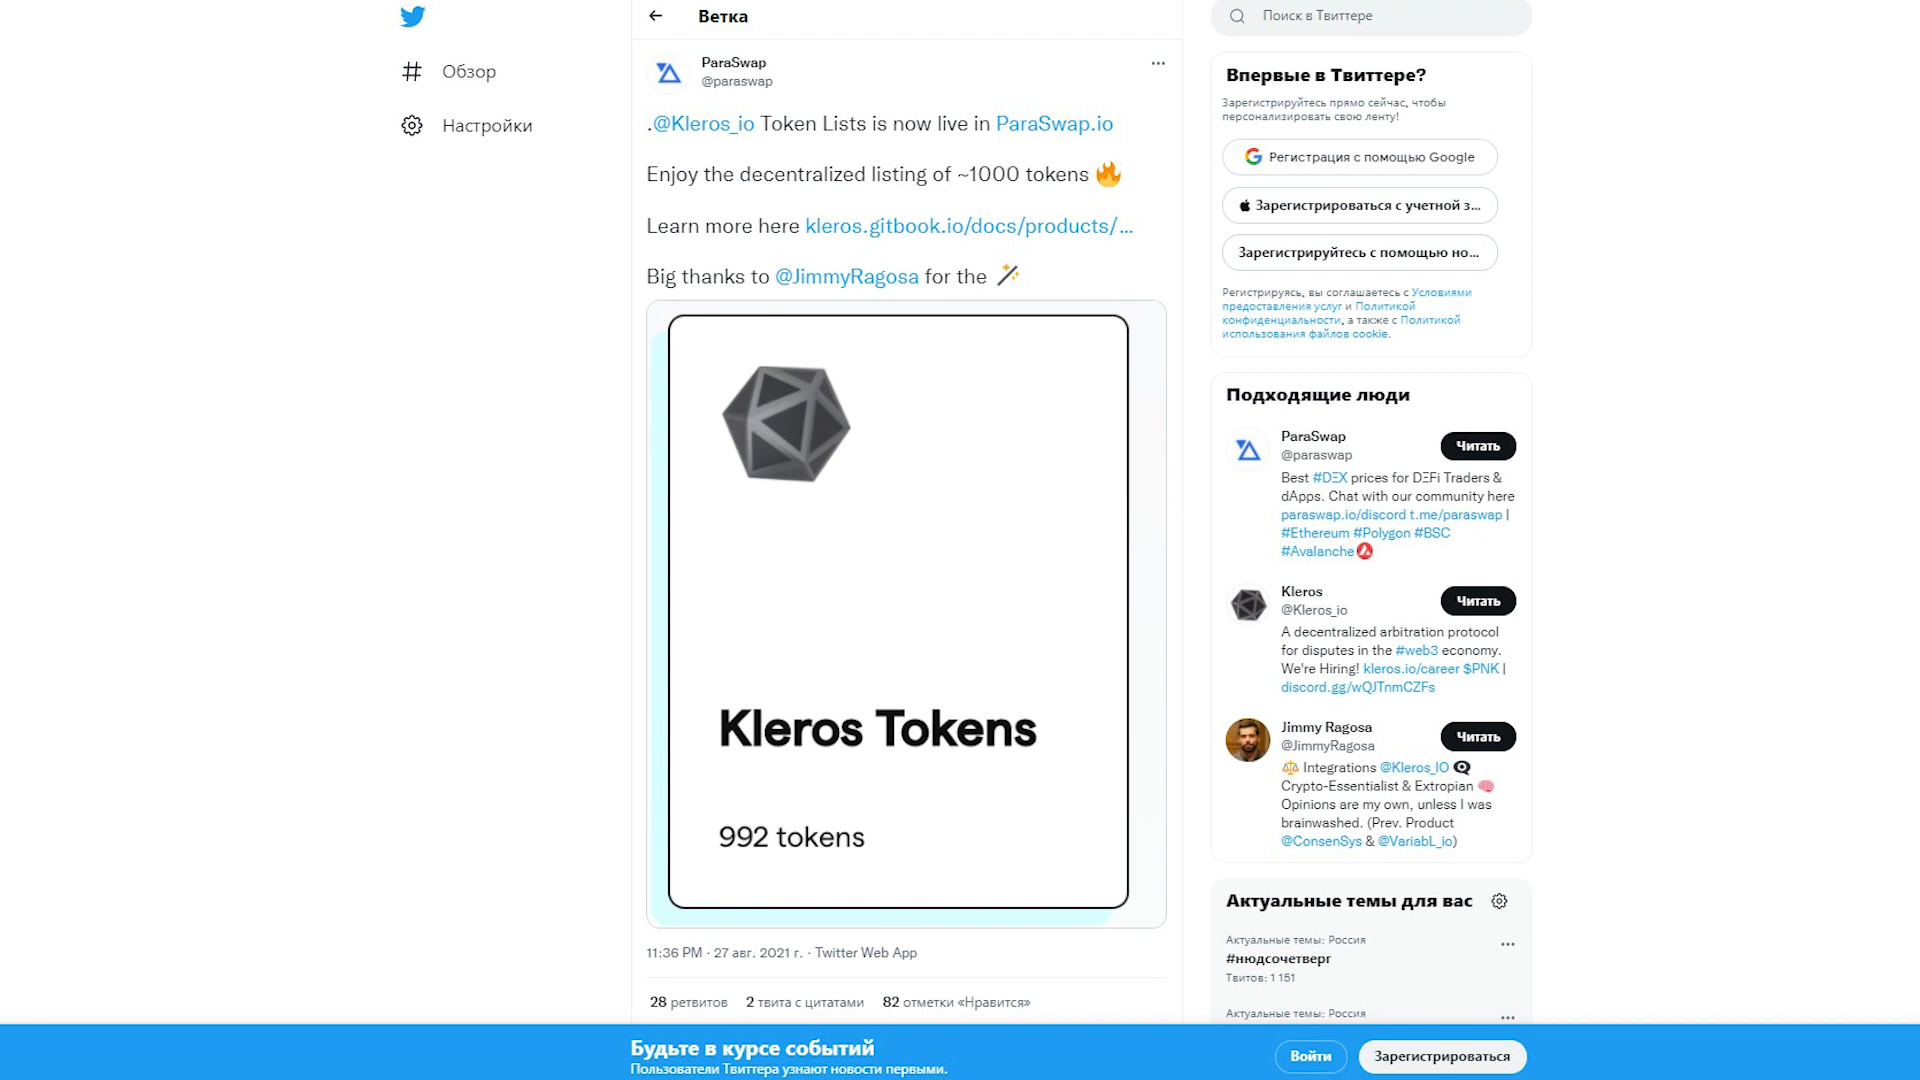 Обзор
Настройки
Ветка
ParaSwap
@paraswap
.@Kleros_io Token Lists is now live in ParaSwap.io
Enjoy the decentralized listing of ~1000 tokens 🔥
Learn more here kleros.gitbook.io/docs/products/…
Big thanks to @JimmyRagosa for the 🪄
Kleros Tokens
992 tokens
11:36 PM · 27 авг. 2021 г. · Twitter Web App
28 ретвитов 2 твита с цитатами 82 отметки «Нравится»
Поиск в Твиттере
Впервые в Твиттере?
Зарегистрируйтесь прямо сейчас, чтобы
персонализировать свою ленту!
Регистрация с помощью Google
Зарегистрироваться с учетной з...
Зарегистрируйтесь с помощью но...
Регистрируясь, вы соглашаетесь с Условиями
предоставления услуг и Политикой
конфиденциальности, а также с Политикой
использования файлов cookie.
Подходящие люди
ParaSwap
@paraswap
Читать
Best #DΞX prices for DΞFi Traders &
dApps. Chat with our community here
paraswap.io/discord t.me/paraswap |
#Ethereum #Polygon #BSC
#Avalanche
Kleros
@Kleros_io
Читать
A decentralized arbitration protocol
for disputes in the #web3 economy.
We're Hiring! kleros.io/career $PNK |
discord.gg/wQJTnmCZFs
Jimmy Ragosa
@JimmyRagosa
Читать
⚖️ Integrations @Kleros_IO 👁️‍🗨️
Crypto-Essentialist & Extropian 🧠
Opinions are my own, unless I was
brainwashed. (Prev. Product
@ConsenSys & @VariabL_io)
Актуальные темы для вас
Актуальные темы: Россия
#нюдсочетверг
Твитов: 1 151
Актуальные темы: Россия
Будьте в курсе событий
Пользователи Твиттера узнают новости первыми.
Войти
Зарегистрироваться